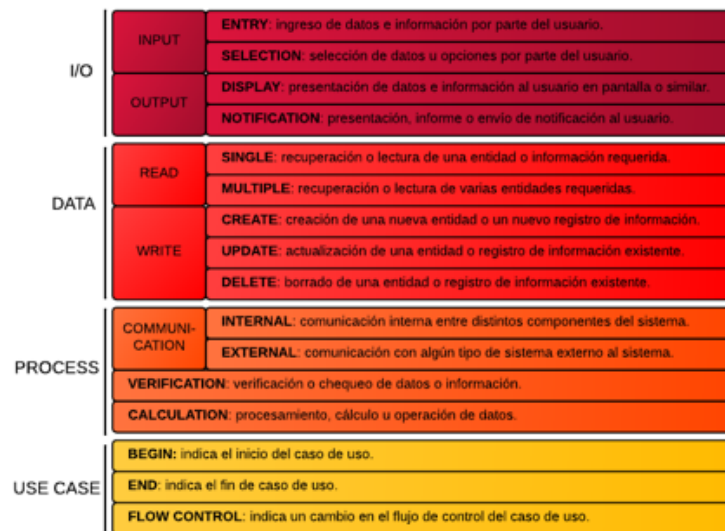 I/O
INPUT
ENTRY: ingreso de datos e información por parte del usuario.
SELECTION: selección de datos u opciones por parte del usuario.
OUTPUT
DISPLAY: presentación de datos e información al usuario en pantalla o similar.
NOTIFICATION: presentación, informe o envío de notificación al usuario.
DATA
READ
SINGLE: recuperación o lectura de una entidad o información requerida.
MULTIPLE: recuperación o lectura de varias entidades requeridas.
WRITE
CREATE: creación de una nueva entidad o un nuevo registro de información.
UPDATE: actualización de una entidad o registro de información existente.
DELETE: borrado de una entidad o registro de información existente.
PROCESS
COMMUNI-
CATION
INTERNAL: comunicación interna entre distintos componentes del sistema.
EXTERNAL: comunicación con algún tipo de sistema externo al sistema.
VERIFICATION: verificación o chequeo de datos o información.
CALCULATION: procesamiento, cálculo u operación de datos.
USE CASE
BEGIN: indica el inicio del caso de uso.
END: indica el fin de caso de uso.
FLOW CONTROL: indica un cambio en el flujo de control del caso de uso.